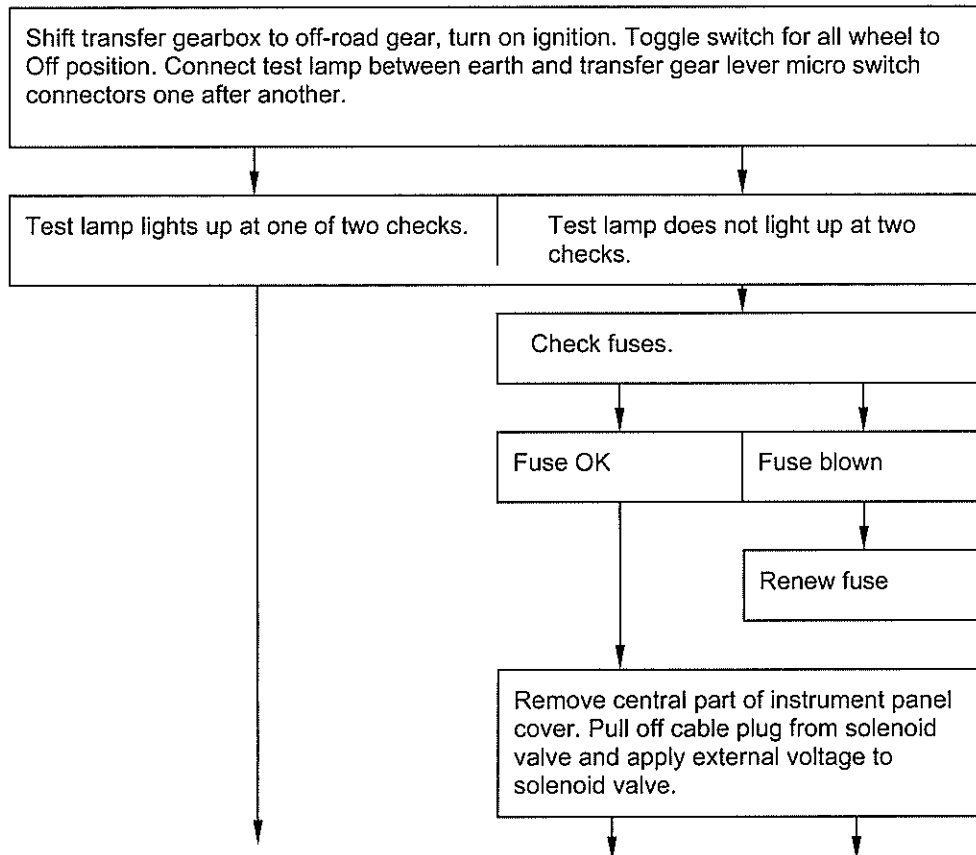 Shift transfer gearbox to off-road gear, turn on ignition. Toggle switch for all wheel to
Off position. Connect test lamp between earth and transfer gear lever micro switch
connectors one after another.
Test lamp lights up at one of two checks.
Test lamp does not light up at two
checks.
Check fuses.
Fuse OK
Fuse blown
Renew fuse
Remove central part of instrument panel
cover. Pull off cable plug from solenoid
valve and apply external voltage to
solenoid valve.